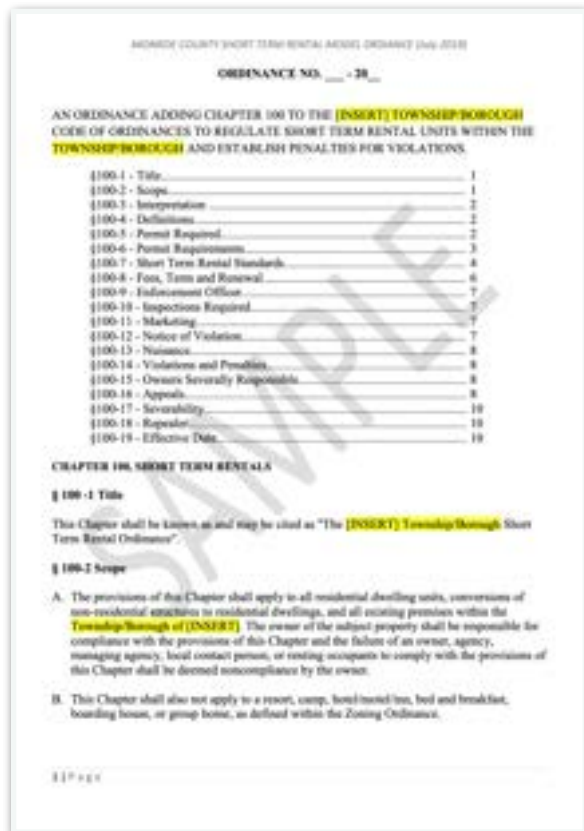 MONROE COUNTY SHORT TERM RENTAL MODEL ORDINANCE (July 2019)
ORDINANCE NO. ___ - 20__
AN ORDINANCE ADDING CHAPTER 100 TO THE [INSERT] TOWNSHIP/BOROUGH
CODE OF ORDINANCES TO REGULATE SHORT TERM RENTAL UNITS WITHIN THE
TOWNSHIP/BOROUGH AND ESTABLISH PENALTIES FOR VIOLATIONS.
§100-1 - Title 1
§100-2 - Scope 1
§100-3 - Interpretation 2
§100-4 - Definitions 2
§100-5 - Permit Required 2
§100-6 - Permit Requirements 3
§100-7 - Short Term Rental Standards 4
§100-8 - Fees, Term and Renewal 6
§100-9 - Enforcement Officer 7
§100-10 - Inspections Required 7
§100-11 - Marketing 7
§100-12 - Notice of Violation 7
§100-13 - Nuisance 8
§100-14 - Violations and Penalties 8
§100-15 - Owners Severally Responsible 8
§100-16 - Appeals 8
§100-17 - Severability 10
§100-18 - Repealer 10
§100-19 - Effective Date 10
SAMPLE
CHAPTER 100, SHORT TERM RENTALS
§ 100 -1 Title
This Chapter shall be known as and may be cited as "The [INSERT] Township/Borough Short
Term Rental Ordinance".
§ 100-2 Scope
A. The provisions of this Chapter shall apply to all residential dwelling units, conversions of
non-residential structures to residential dwellings, and all existing premises within the
Township/Borough of [INSERT]. The owner of the subject property shall be responsible for
compliance with the provisions of this Chapter and the failure of an owner, agency,
managing agency, local contact person, or renting occupants to comply with the provisions of
this Chapter shall be deemed noncompliance by the owner.
B. This Chapter shall also not apply to a resort, camp, hotel/motel/inn, bed and breakfast,
boarding house, or group home, as defined within the Zoning Ordinance.
1 | P a g e